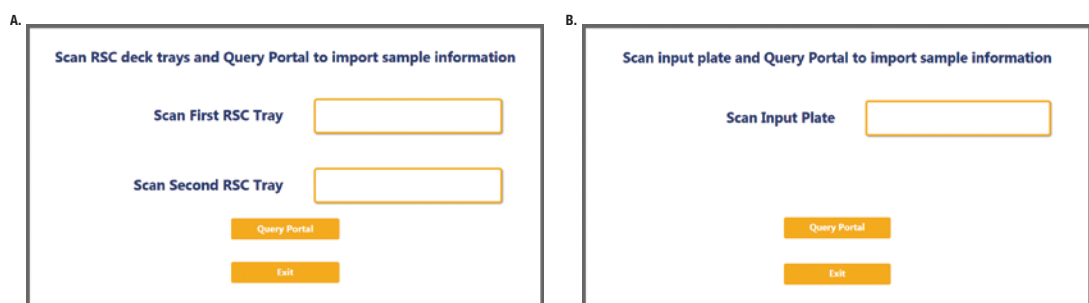 A.
Scan RSC deck trays and Query Portal to import sample information
Scan First RSC Tray
Scan Second RSC Tray
Query Portal
Exit
B.
Scan input plate and Query Portal to import sample information
Scan Input Plate
Query Portal
Exit